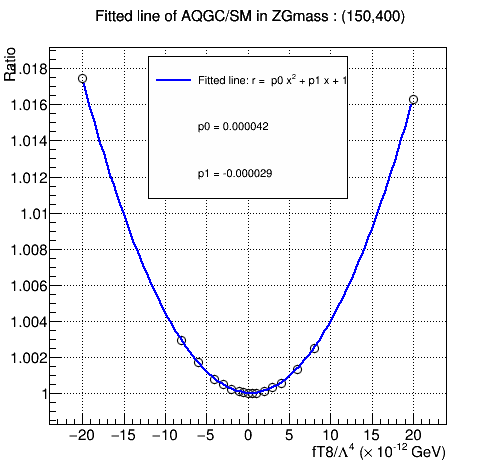 Fitted line of AQGC/SM in ZGmass : (150,400)
Ratio
1.018
1.016
1.014
1.012
1.01
1.008
1.006
1.004
1.002
1
Fitted line: r = p0 x² + p1 x + 1
p0 = 0.000042
p1 = -0.000029
−20 −15 −10 −5 0 5 10 15 20
fT8/Λ⁴ (× 10⁻¹² GeV)